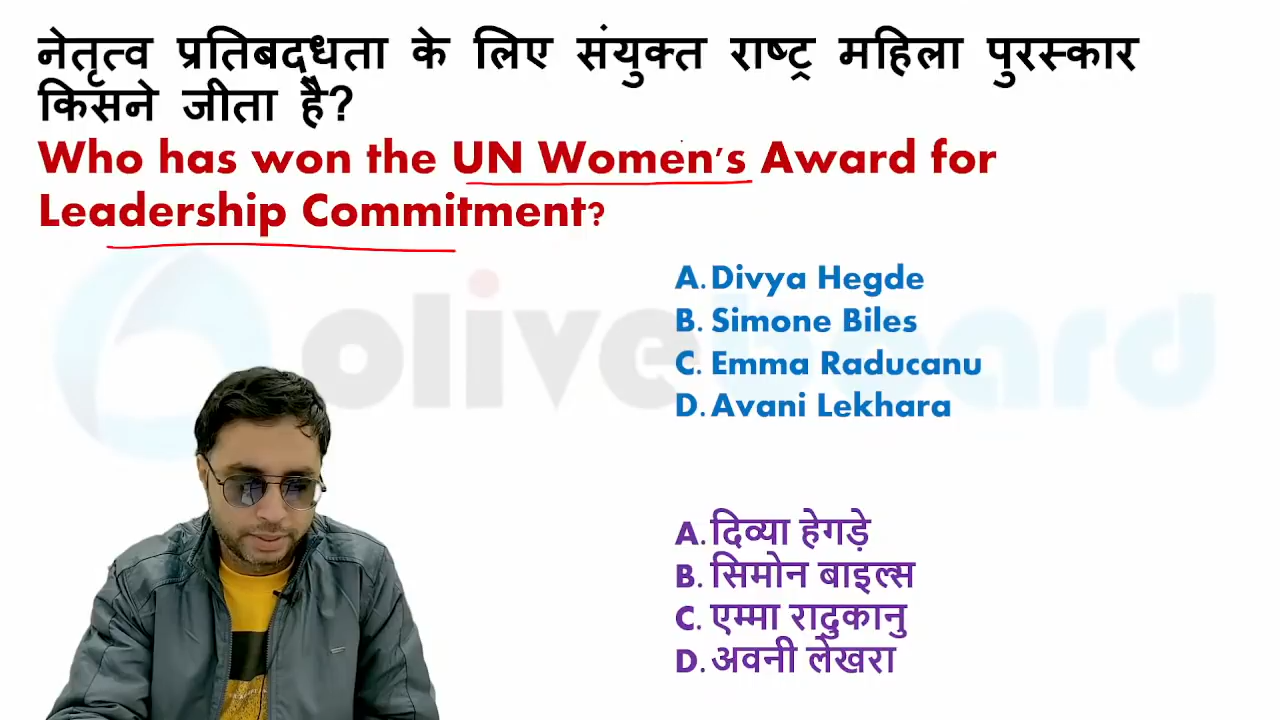 नेतृत्व प्रतिबद्धता के लिए संयुक्त राष्ट्र महिला पुरस्कार
किसने जीता है?
Who has won the UN Women's Award for
Leadership Commitment?
oliveboard
A. Divya Hegde
B. Simone Biles
C. Emma Raducanu
D. Avani Lekhara
A. दिव्या हेगड़े
B. सिमोन बाइल्स
C. एम्मा रादुकानु
D. अवनी लेखरा